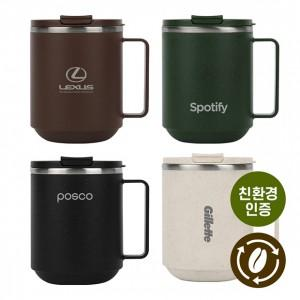 LEXUS
Spotify
posco
Gillette
친환경
인증